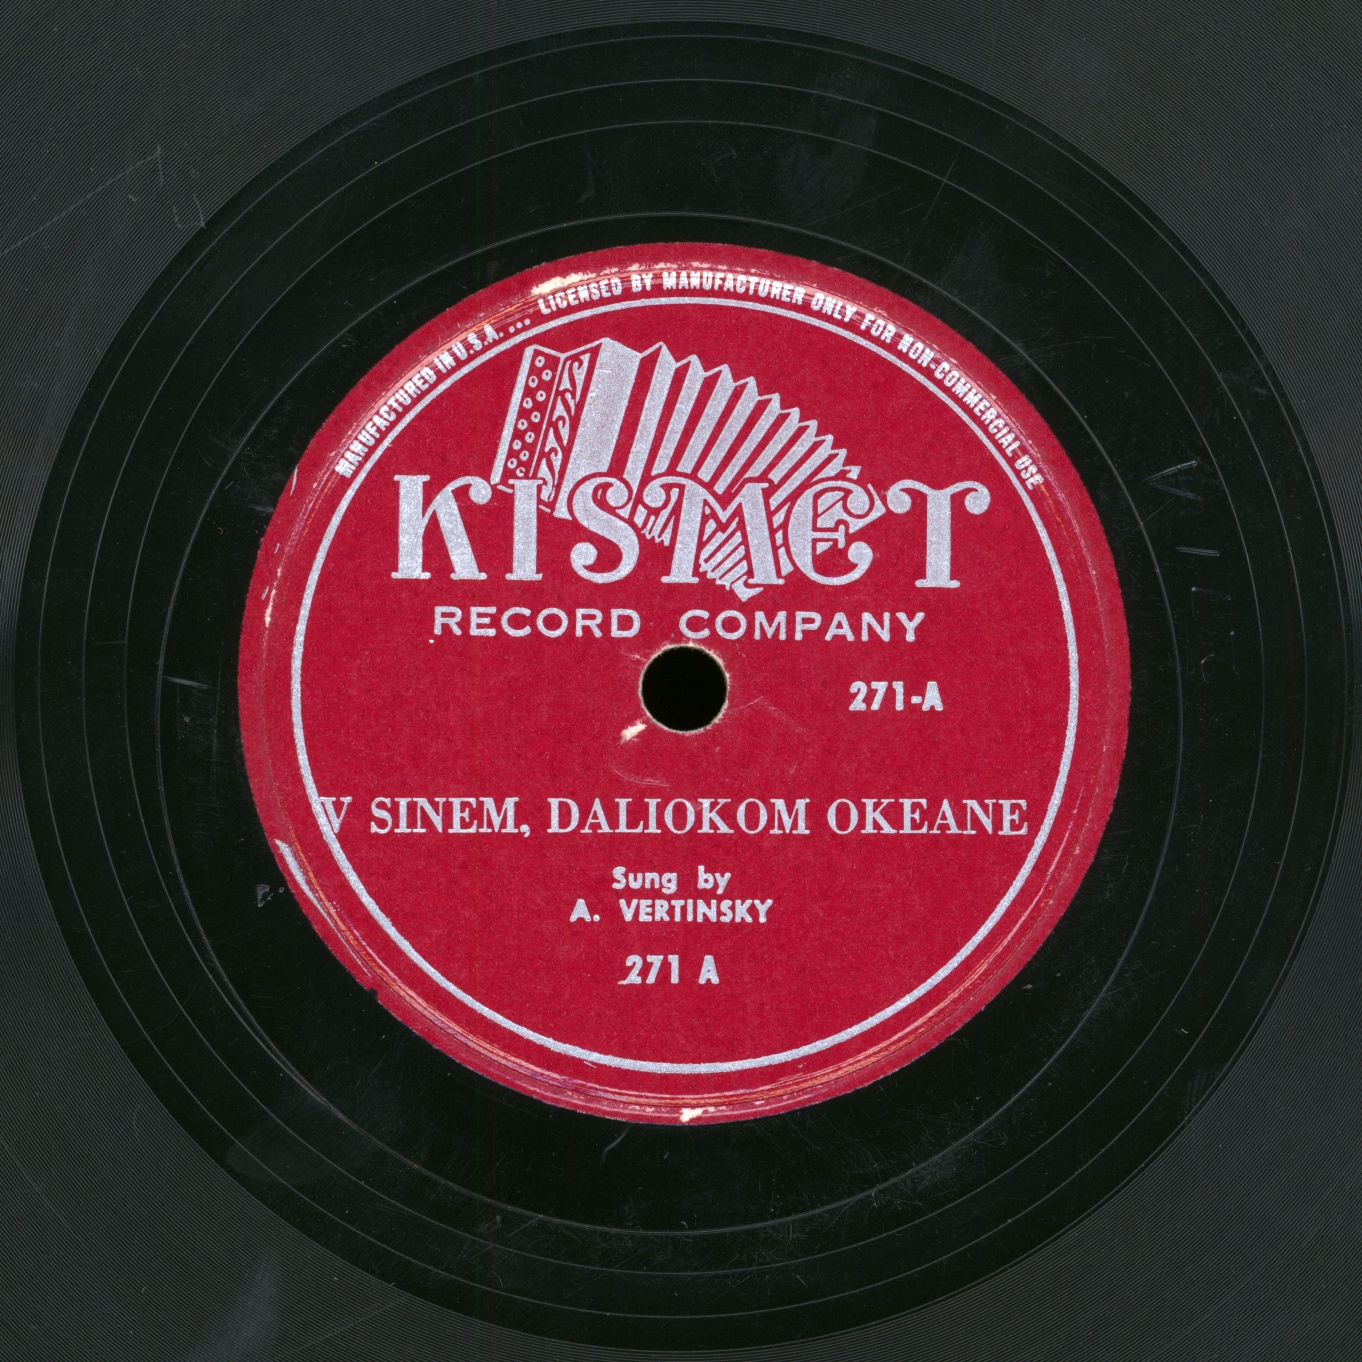 MANUFACTURED IN U.S.A. ... LICENSED BY MANUFACTURER ONLY FOR NON-COMMERCIAL USE
KISMET
RECORD COMPANY
271-A
V SINEM, DALIOKOM OKEANE
Sung by
A. VERTINSKY
271 A